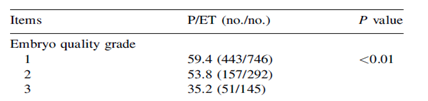 Items P/ET (no./no.) P value
Embryo quality grade
1 59.4 (443/746) <0.01
2 53.8 (157/292)
3 35.2 (51/145)